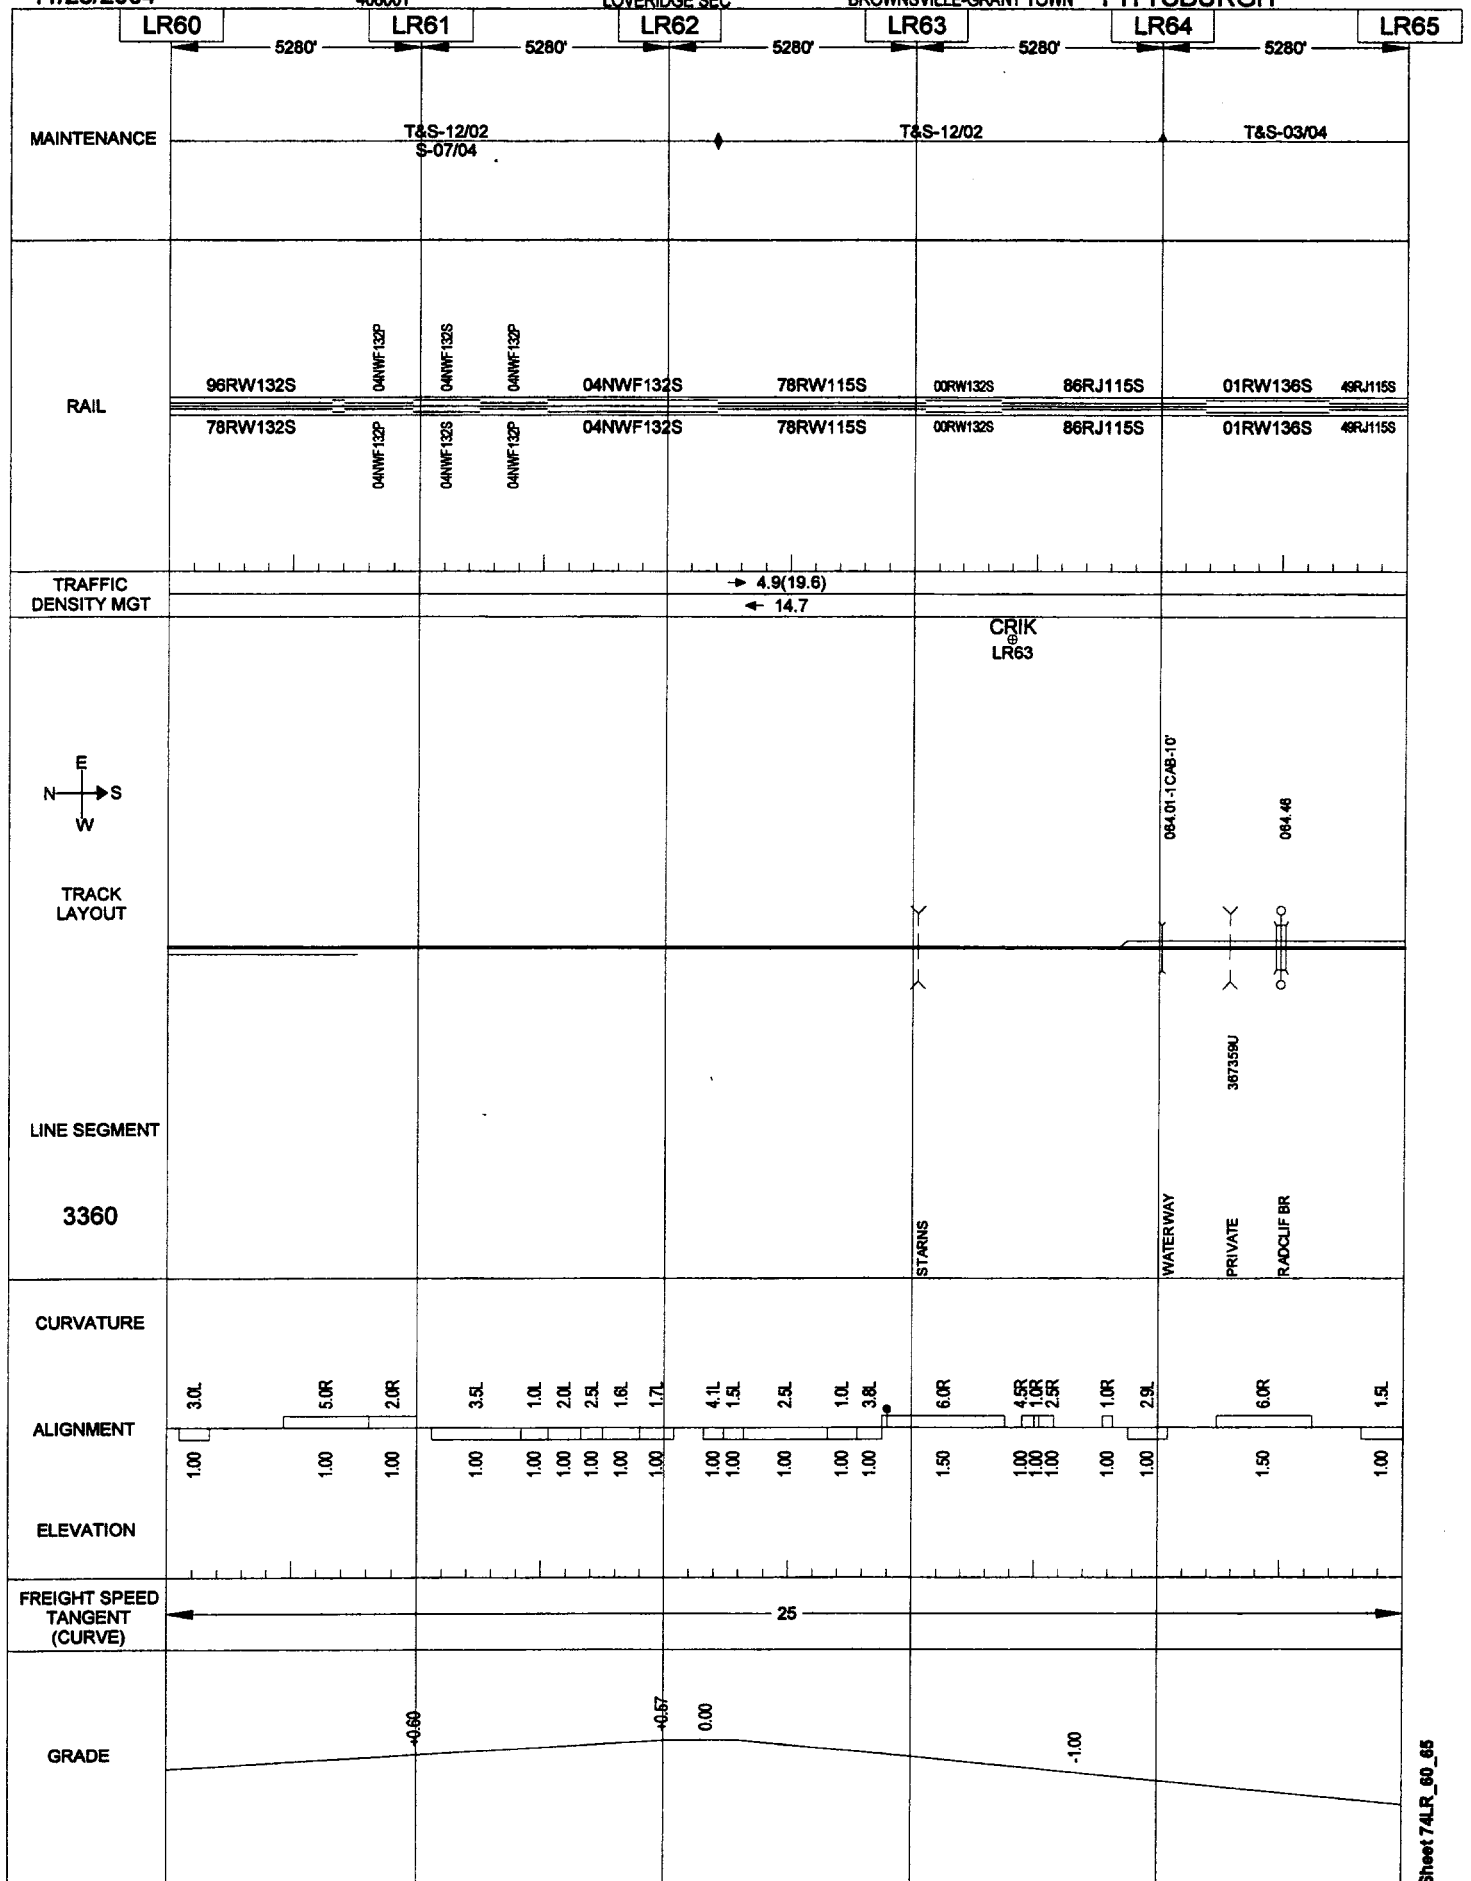 LOVERIDGE SEC
BROWNSVILLE-GRANT TOWN
PITTSBURGH
LR60 LR61 LR62 LR63 LR64 LR65
5280' 5280' 5280' 5280' 5280'
MAINTENANCE
T&S-12/02 T&S-12/02 T&S-03/04
S-07/04
04NWF132P 04NWF132S 04NWF132P
96RW132S 04NWF132S 78RW115S 00RW132S 86RJ115S 01RW136S 49RJ115S
RAIL
78RW132S 04NWF132S 78RW115S 00RW132S 86RJ115S 01RW136S 49RJ115S
04NWF132P 04NWF132S 04NWF132P
TRAFFIC
DENSITY MGT
4.9(19.6)
14.7
CRIK
LR63
E
N S
W
064.01-1 CAB-10'
064.46
TRACK
LAYOUT
367359U
LINE SEGMENT
3360
STARNS
WATERWAY
PRIVATE
RADCLIF BR
CURVATURE
3.0L 5.0R 2.0R 3.5L 1.0L 2.0L 2.5L 1.6L 1.7L 4.1L 1.5L 2.5L 1.0L 3.8L 6.0R 4.5R 1.0R 2.5R 1.0R 2.9L 6.0R 1.5L
ALIGNMENT
1.00 1.00 1.00 1.00 1.00 1.00 1.00 1.00 1.00 1.00 1.00 1.00 1.00 1.00 1.50 1.00 1.00 1.00 1.00 1.00 1.50 1.00
ELEVATION
FREIGHT SPEED
TANGENT
(CURVE)
25
GRADE
+0.60 +0.57 0.00 -1.00
Sheet 74LR_60_65